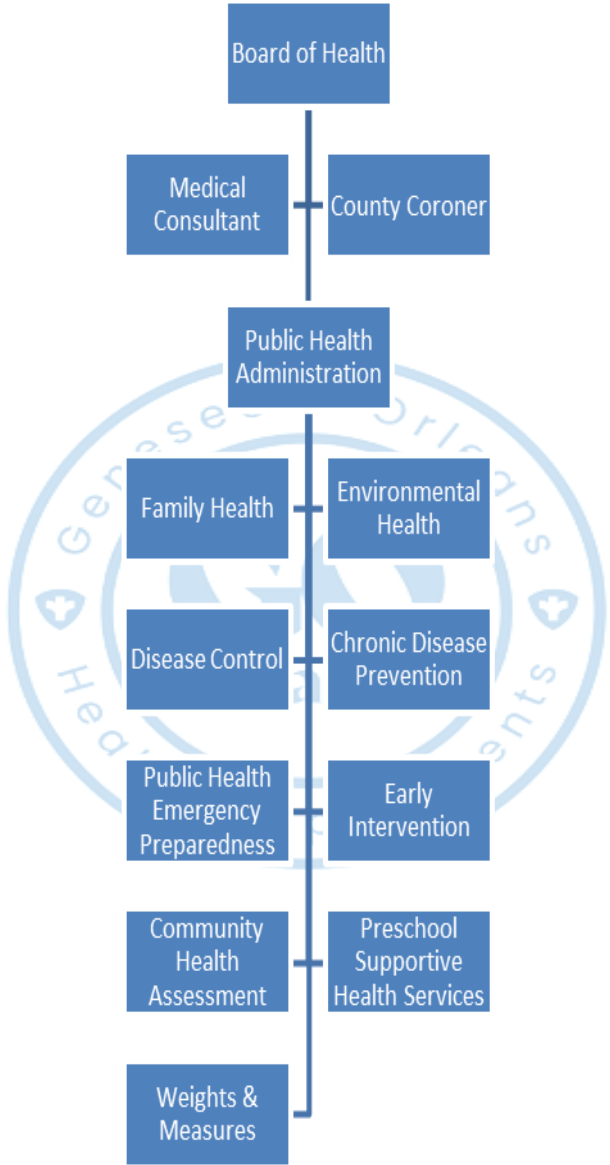 Board of Health
Medical
Consultant
County Coroner
Public Health
Administration
Family Health
Environmental
Health
Disease Control
Chronic Disease
Prevention
Public Health
Emergency
Preparedness
Early
Intervention
Community
Health
Assessment
Preschool
Supportive
Health Services
Weights &
Measures